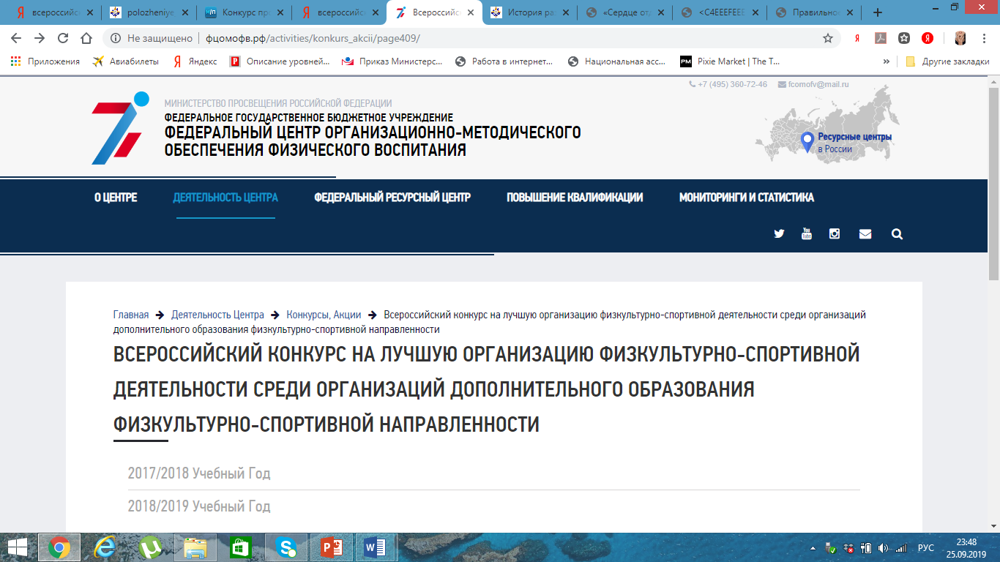 всероссийс
polozheniye
Конкурс пр
всероссийс
Всероссийс
История ра
«Сердце от
<C4EEEFEEE
Правильно
Не защищено
фцомофв.рф/activities/konkurs_akcii/page409/
Приложения
Авиабилеты
Яндекс
Описание уровней...
Приказ Министерс...
Работа в интернет...
Национальная асс...
Pixie Market | The T...
»
Другие закладки
+7 (495) 360-72-46 fcomofv@mail.ru
МИНИСТЕРСТВО ПРОСВЕЩЕНИЯ РОССИЙСКОЙ ФЕДЕРАЦИИ
ФЕДЕРАЛЬНОЕ ГОСУДАРСТВЕННОЕ БЮДЖЕТНОЕ УЧРЕЖДЕНИЕ
ФЕДЕРАЛЬНЫЙ ЦЕНТР ОРГАНИЗАЦИОННО-МЕТОДИЧЕСКОГО
ОБЕСПЕЧЕНИЯ ФИЗИЧЕСКОГО ВОСПИТАНИЯ
Ресурсные центры
в России
О ЦЕНТРЕ
ДЕЯТЕЛЬНОСТЬ ЦЕНТРА
ФЕДЕРАЛЬНЫЙ РЕСУРСНЫЙ ЦЕНТР
ПОВЫШЕНИЕ КВАЛИФИКАЦИИ
МОНИТОРИНГИ И СТАТИСТИКА
Главная → Деятельность Центра → Конкурсы, Акции → Всероссийский конкурс на лучшую организацию физкультурно-спортивной деятельности среди организаций
дополнительного образования физкультурно-спортивной направленности
ВСЕРОССИЙСКИЙ КОНКУРС НА ЛУЧШУЮ ОРГАНИЗАЦИЮ ФИЗКУЛЬТУРНО-СПОРТИВНОЙ
ДЕЯТЕЛЬНОСТИ СРЕДИ ОРГАНИЗАЦИЙ ДОПОЛНИТЕЛЬНОГО ОБРАЗОВАНИЯ
ФИЗКУЛЬТУРНО-СПОРТИВНОЙ НАПРАВЛЕННОСТИ
2017/2018 Учебный Год
2018/2019 Учебный Год
РУС
23:48
25.09.2019